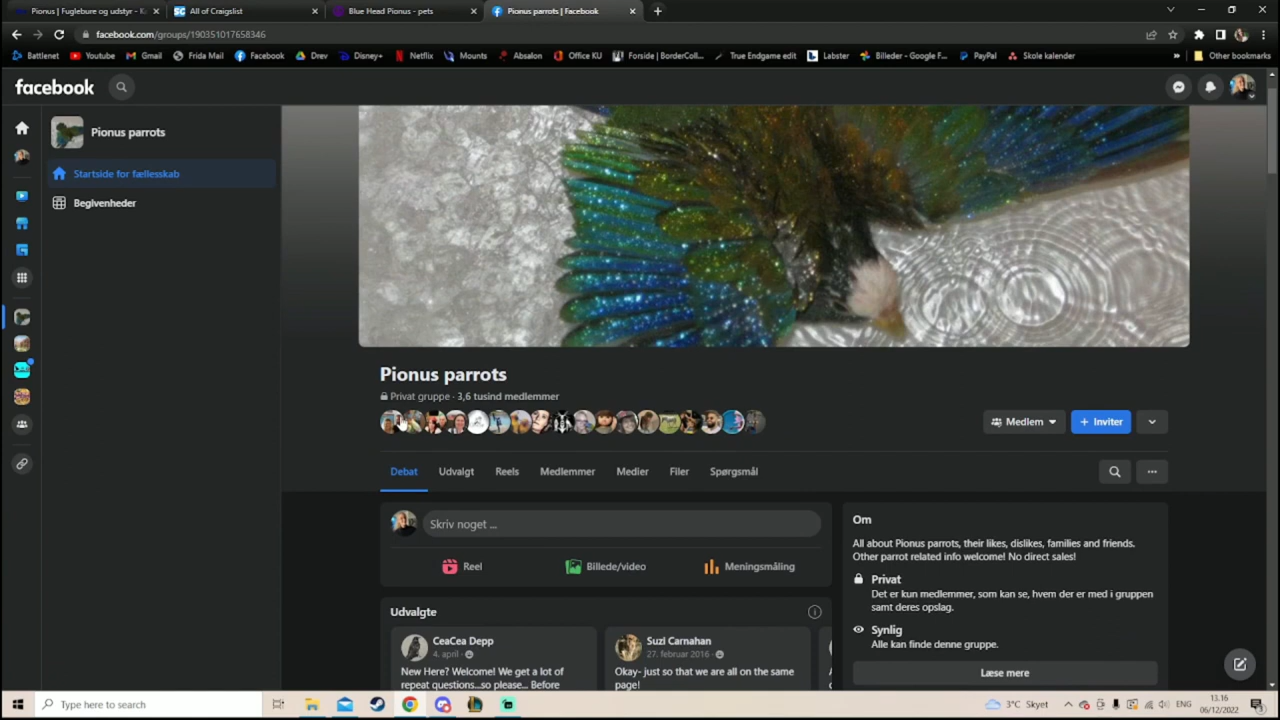 Pionus | Fuglebure og udstyr - K
All of Craigslist
Blue Head Pionus - pets
Pionus parrots | Facebook
facebook.com/groups/190351017658346
Battlenet
Youtube
Gmail
Frida Mail
Facebook
Drev
Disney+
Netflix
Mounts
Absalon
Office KU
Forside | BorderColl...
True Endgame edit
Labster
Billeder - Google F...
PayPal
Skole kalender
»
Other bookmarks
facebook
Pionus parrots
Startside for fællesskab
Begivenheder
Pionus parrots
Privat gruppe · 3,6 tusind medlemmer
Medlem
+ Inviter
Debat
Udvalgt
Reels
Medlemmer
Medier
Filer
Spørgsmål
Skriv noget ...
Reel
Billede/video
Meningsmåling
Udvalgte
CeaCea Depp
4. april ·
New Here? Welcome! We get a lot of
repeat questions...so please... Before
Suzi Carnahan
27. februar 2016 ·
Okay- just so that we are all on the same
page!
Om
All about Pionus parrots, their likes, dislikes, families and friends.
Other parrot related info welcome! No direct sales!
Privat
Det er kun medlemmer, som kan se, hvem der er med i gruppen
samt deres opslag.
Synlig
Alle kan finde denne gruppe.
Læse mere
Type here to search
3°C Skyet
ENG
13.16
06/12/2022